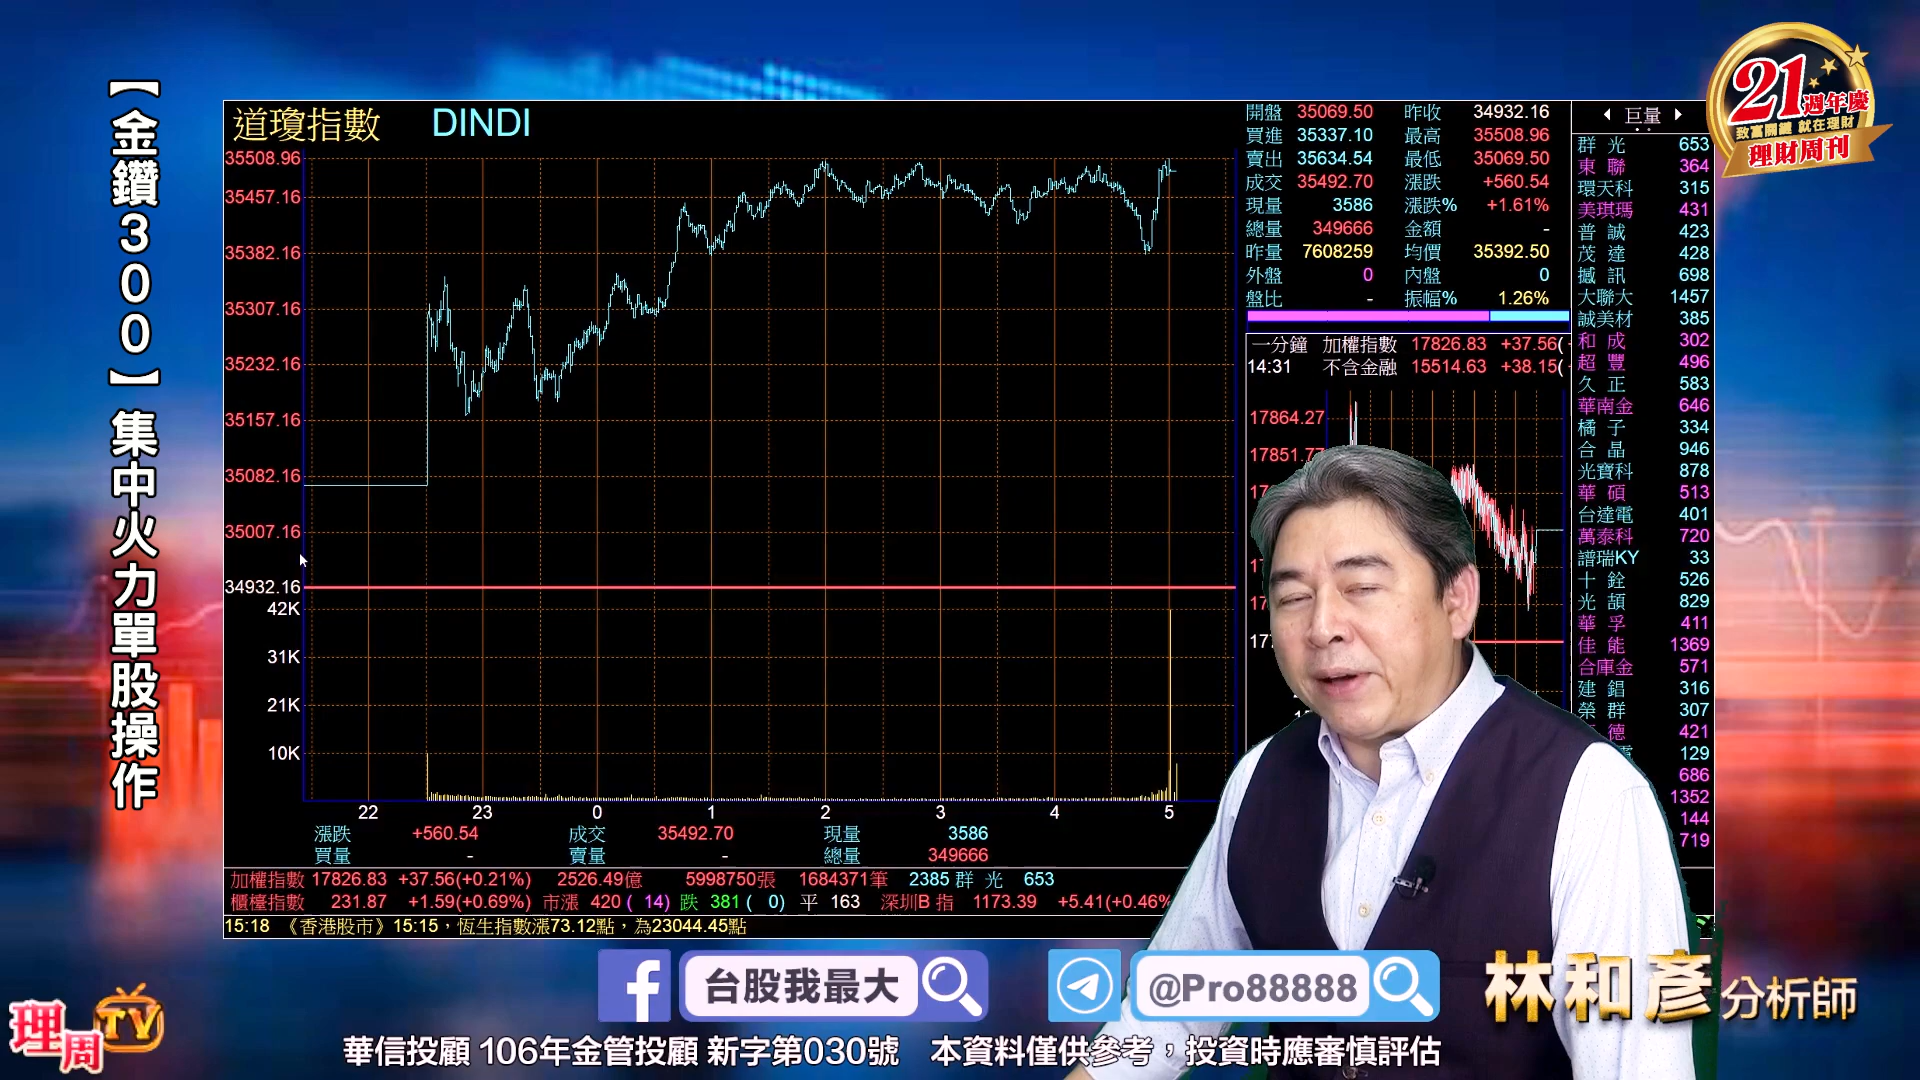 【金鑽300】集中火力單股操作
21週年慶
致富關鍵 就在理財
理財周刊
道瓊指數 DINDI
35508.96
35457.16
35382.16
35307.16
35232.16
35157.16
35082.16
35007.16
34932.16
42K
31K
21K
10K
22 23 0 1 2 3 4 5
漲跌 +560.54 成交 35492.70 現量 3586
買量 - 賣量 - 總量 349666
開盤 35069.50 昨收 34932.16
買進 35337.10 最高 35508.96
賣出 35634.54 最低 35069.50
成交 35492.70 漲跌 +560.54
現量 3586 漲跌% +1.61%
總量 349666 金額 -
昨量 7608259 均價 35392.50
外盤 0 內盤 0
盤比 - 振幅% 1.26%
一分鐘 加權指數 17826.83 +37.56(
14:31 不含金融 15514.63 +38.15(
17864.27
17851.77
巨量
群光 653
東聯 364
環天科 315
美琪瑪 431
普誠 423
茂達 428
撼訊 698
大聯大 1457
誠美材 385
和成 302
超豐 496
久正 583
華南金 646
橘子 334
合晶 946
光寶科 878
華碩 513
台達電 401
萬泰科 720
譜瑞KY 33
十銓 526
光頡 829
華孚 411
佳能 1369
合庫金 571
建錩 316
榮群 307
德 421
129
686
1352
144
719
加權指數 17826.83 +37.56(+0.21%) 2526.49億 5998750張 1684371筆 2385 群光 653
櫃檯指數 231.87 +1.59(+0.69%) 市漲 420 ( 14) 跌 381 ( 0) 平 163 深圳B指 1173.39 +5.41(+0.46%
15:18 《香港股市》15:15，恆生指數漲73.12點，為23044.45點
台股我最大
@Pro88888
林和彥 分析師
理周TV
華信投顧 106年金管投顧 新字第030號 本資料僅供參考，投資時應審慎評估